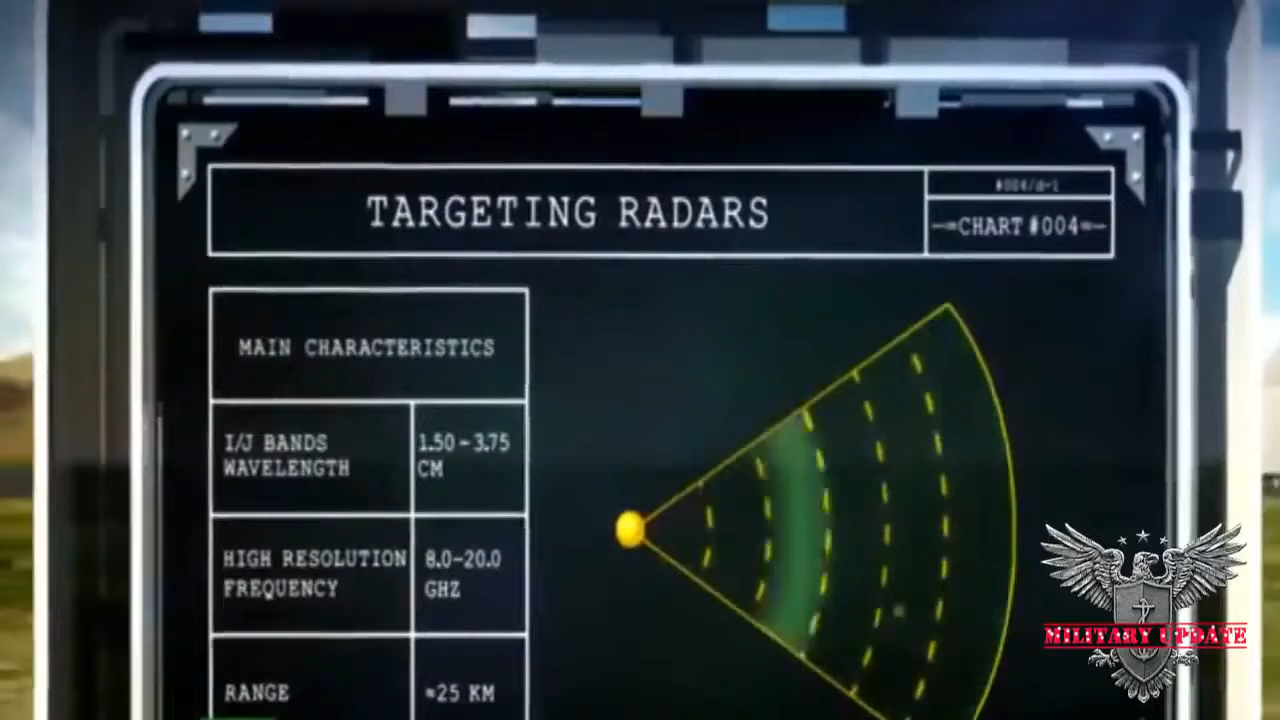 TARGETING RADARS
CHART #004
MAIN CHARACTERISTICS
I/J BANDS
WAVELENGTH
1.50-3.75
CM
HIGH RESOLUTION
FREQUENCY
8.0-20.0
GHZ
RANGE
≈25 KM
MILITARY UPDATE